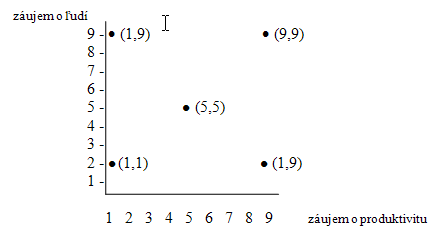 záujem o ľudí
9 - (1,9) (9,9)
8 -
7 -
6 -
5 - (5,5)
4 -
3 -
2 - (1,1) (1,9)
1 -
1 2 3 4 5 6 7 8 9 záujem o produktivitu